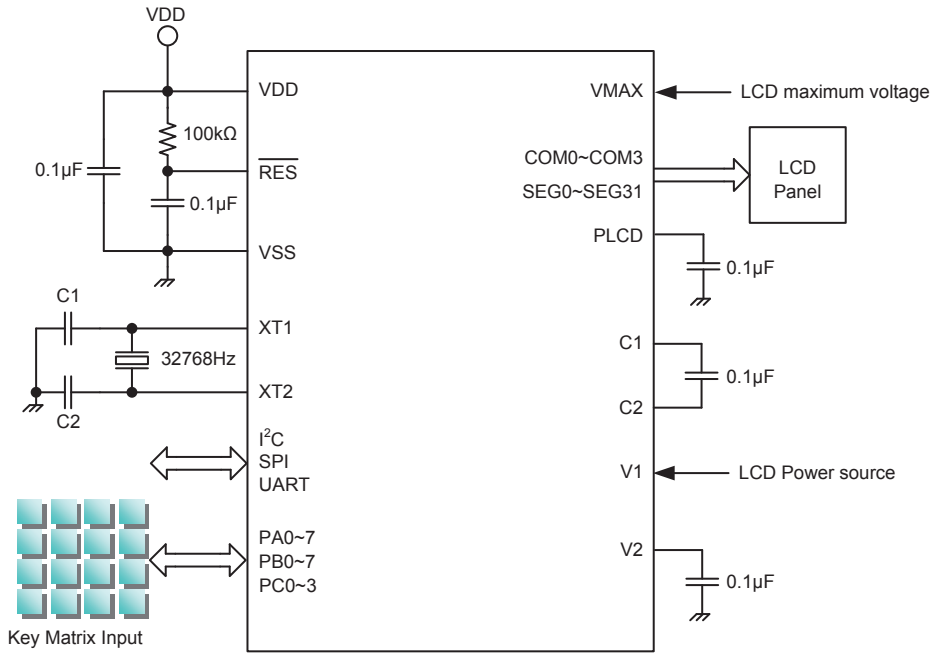 VDD
VDD
100kΩ
0.1µF
RES
0.1µF
VSS
C1
XT1
32768Hz
XT2
C2
I²C
SPI
UART
PA0~7
PB0~7
PC0~3
Key Matrix Input
VMAX
LCD maximum voltage
COM0~COM3
SEG0~SEG31
LCD
Panel
PLCD
0.1µF
C1
0.1µF
C2
V1
LCD Power source
V2
0.1µF